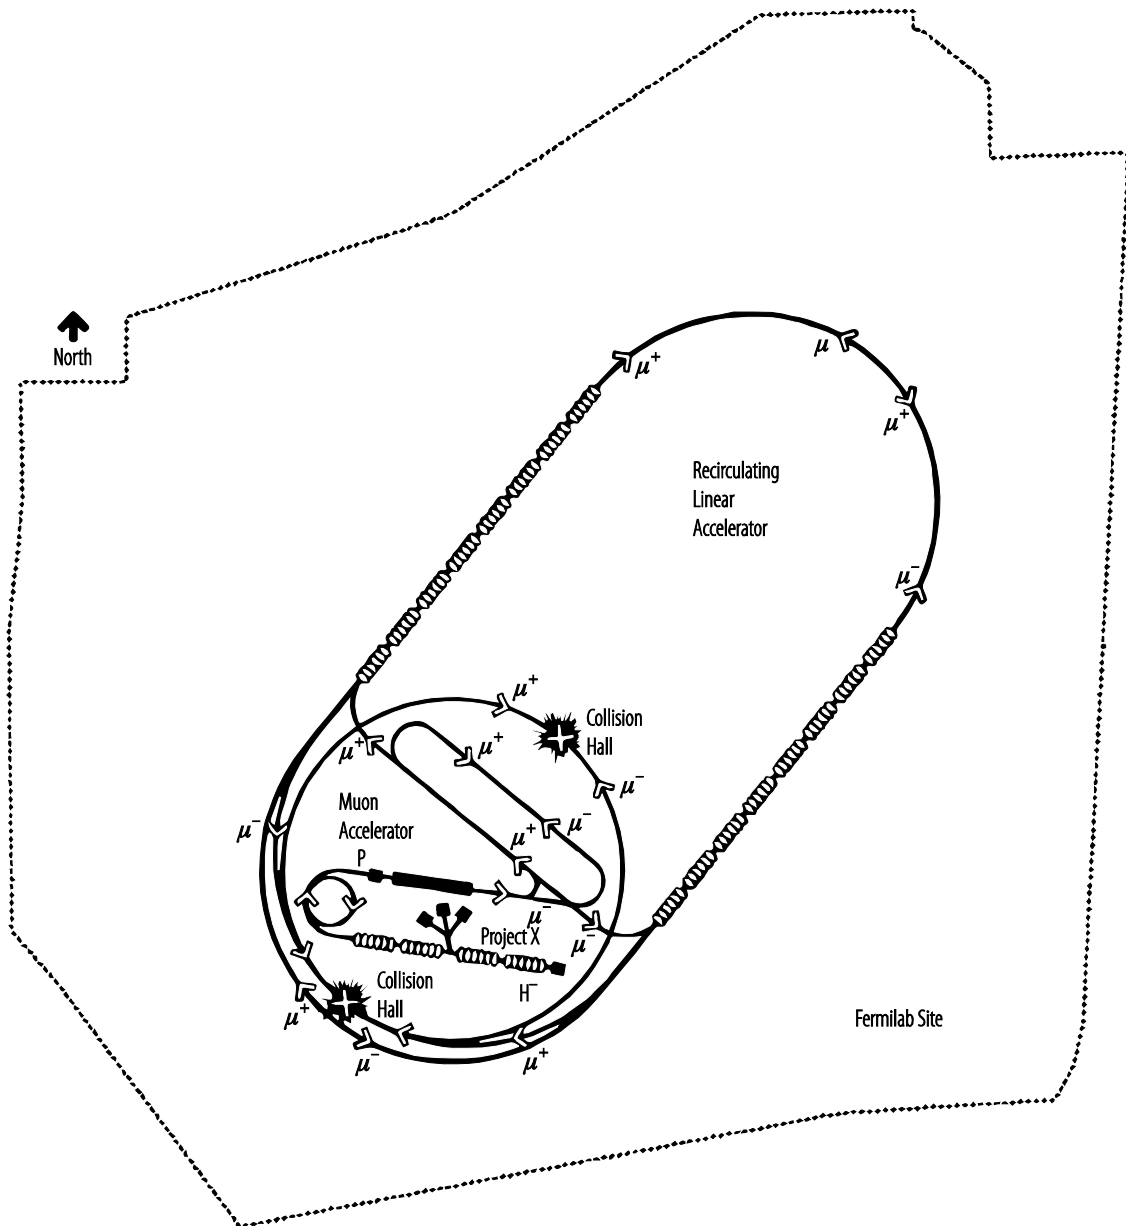 North
μ+
μ
μ+
Recirculating
Linear
Accelerator
μ−
μ+
Collision
Hall
μ+
μ+
μ−
Muon
Accelerator
μ−
μ+
μ−
P
μ−
Project X
μ−
H−
Collision
Hall
μ+
Fermilab Site
μ−
μ+